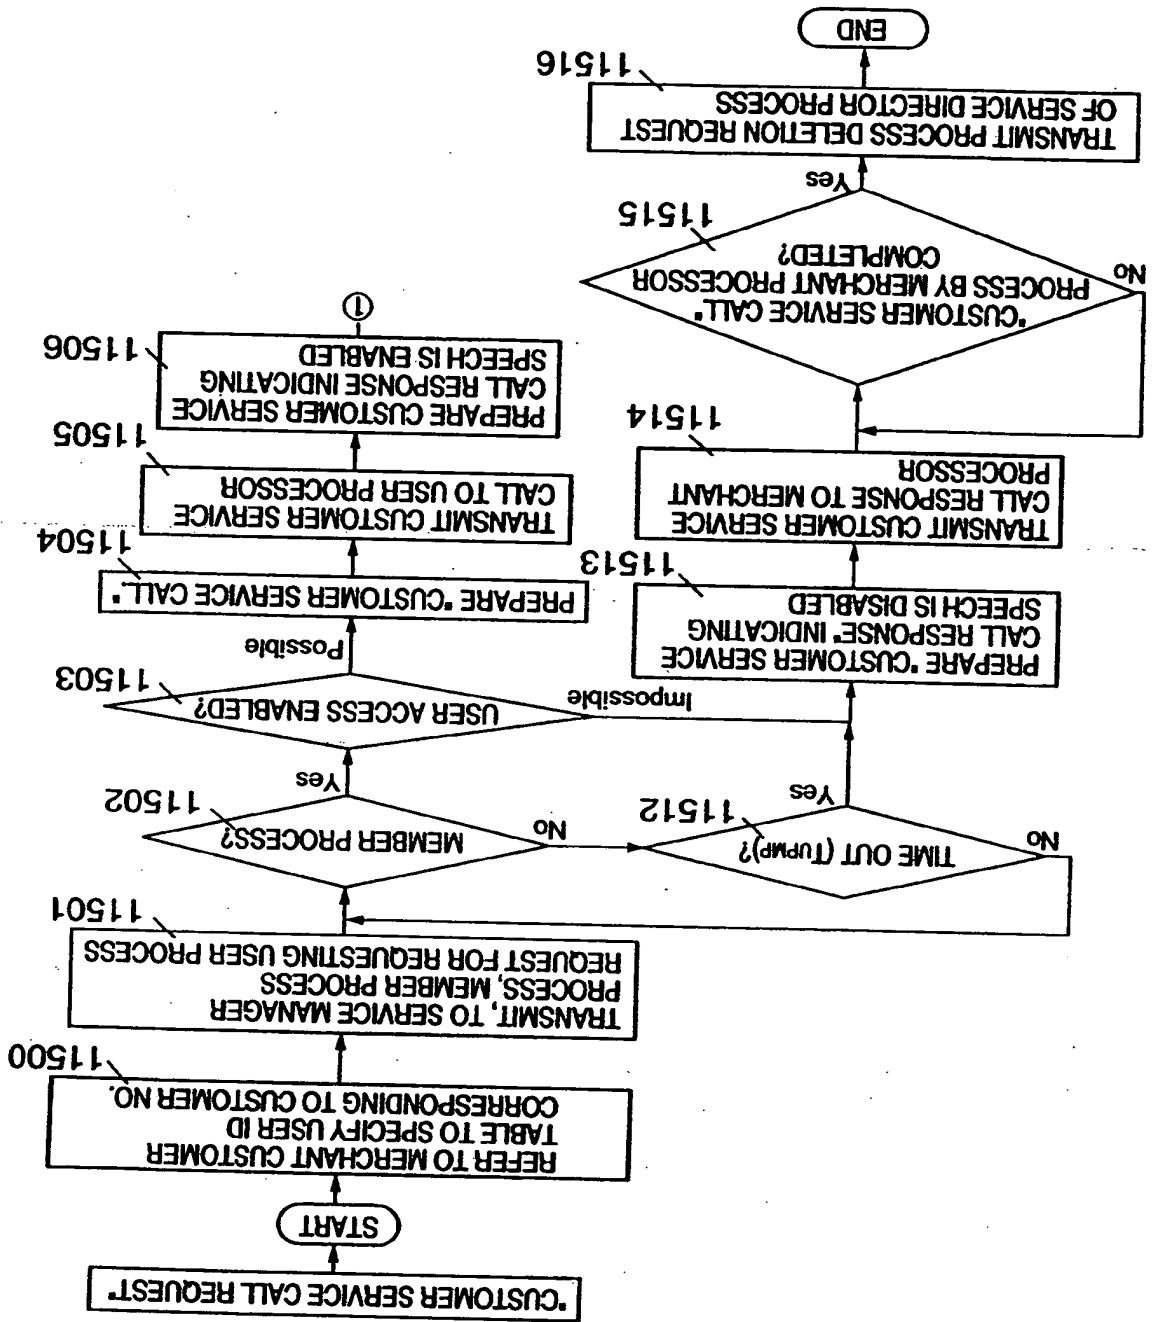 "CUSTOMER SERVICE CALL REQUEST"
START
REFER TO MERCHANT CUSTOMER
TABLE TO SPECIFY USER ID
CORRESPONDING TO CUSTOMER NO.
11500
TRANSMIT, TO SERVICE MANAGER
PROCESS, MEMBER PROCESS
REQUEST FOR REQUESTING USER PROCESS
11501
MEMBER PROCESS?
11502
No
Yes
TIME OUT (TUPMP)?
11512
No
Yes
USER ACCESS ENABLED?
11503
Impossible
Possible
PREPARE "CUSTOMER SERVICE CALL"
11504
TRANSMIT CUSTOMER SERVICE
CALL TO USER PROCESSOR
11505
PREPARE CUSTOMER SERVICE
CALL RESPONSE INDICATING
SPEECH IS ENABLED
11506
①
PREPARE "CUSTOMER SERVICE
CALL RESPONSE" INDICATING
SPEECH IS DISABLED
11513
TRANSMIT CUSTOMER SERVICE
CALL RESPONSE TO MERCHANT
PROCESSOR
11514
"CUSTOMER SERVICE CALL"
PROCESS BY MERCHANT PROCESSOR
COMPLETED?
11515
No
Yes
TRANSMIT PROCESS DELETION REQUEST
OF SERVICE DIRECTOR PROCESS
11516
END